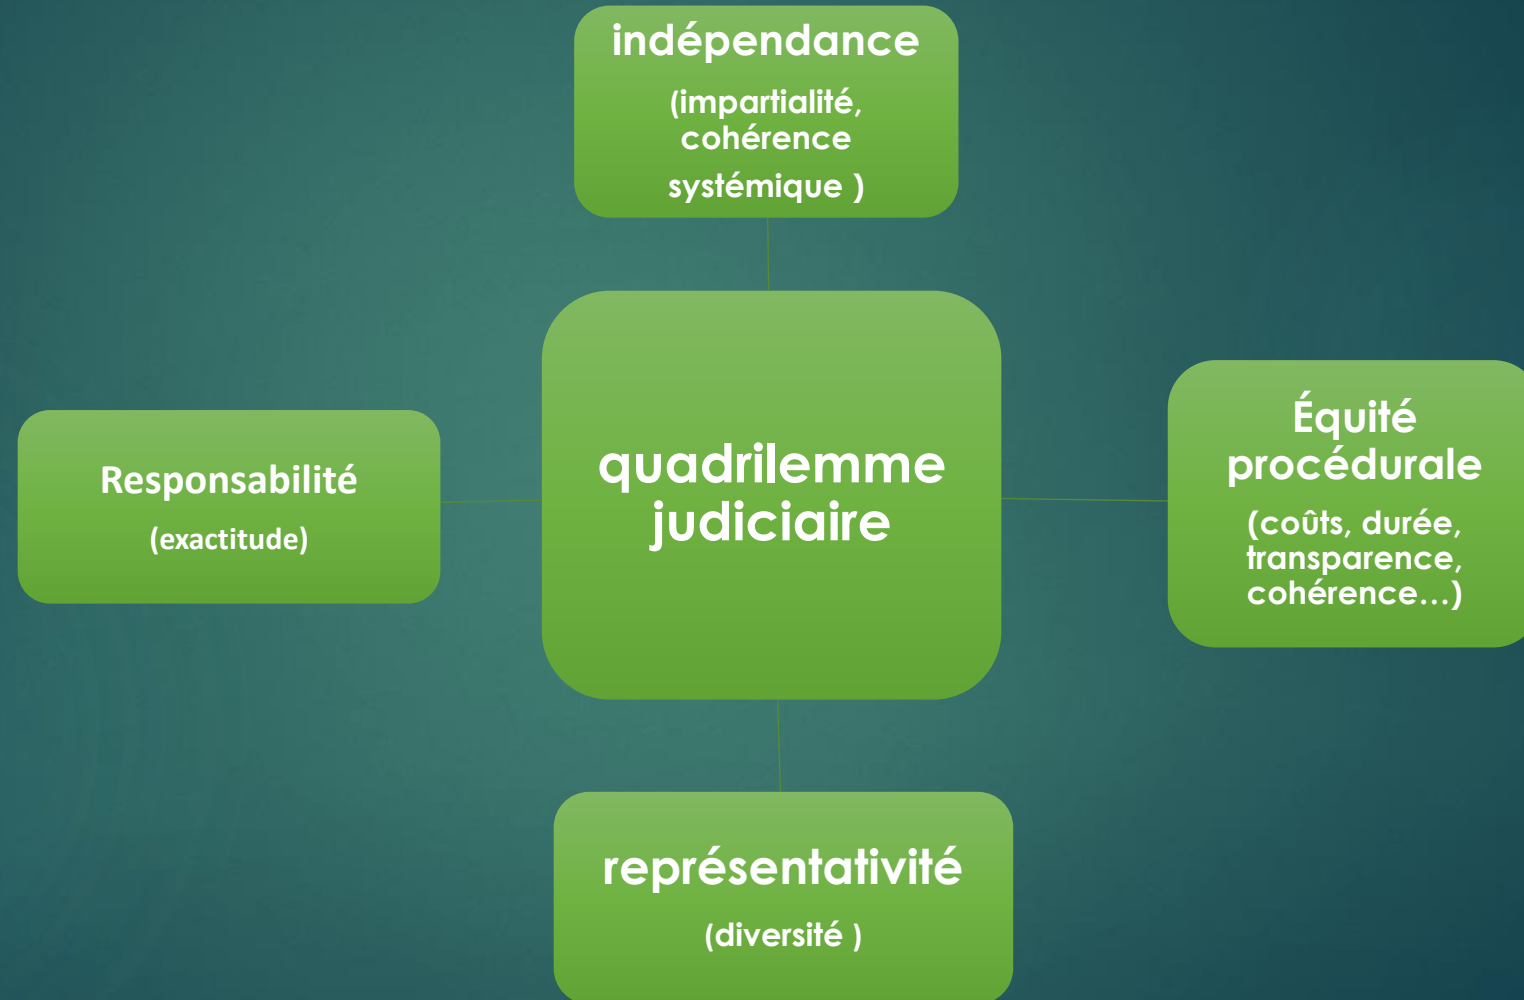 indépendance
(impartialité,
cohérence
systémique )
Responsabilité
(exactitude)
quadrilemme
judiciaire
Équité
procédurale
(coûts, durée,
transparence,
cohérence…)
représentativité
(diversité )